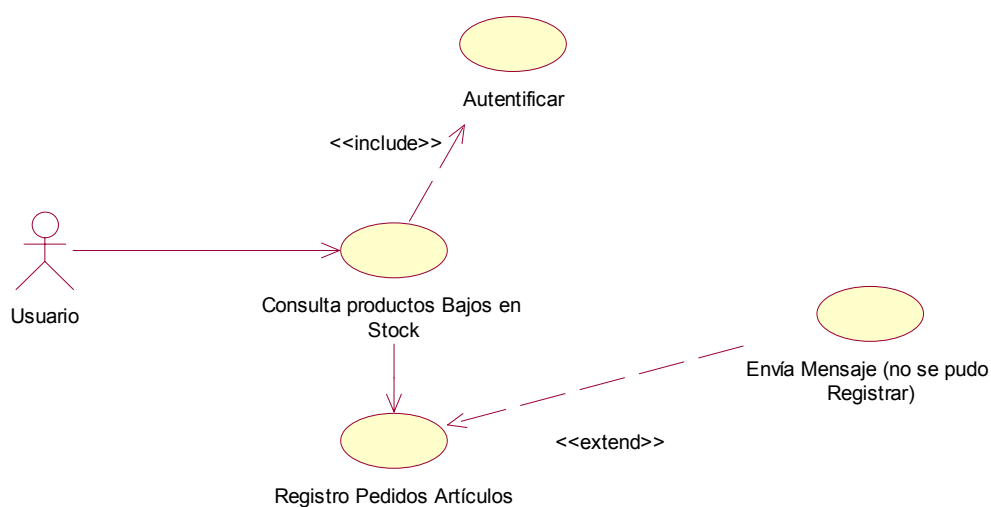 Autentificar
<<include>>
Usuario
Consulta productos Bajos en
Stock
Envía Mensaje (no se pudo
Registrar)
<<extend>>
Registro Pedidos Artículos